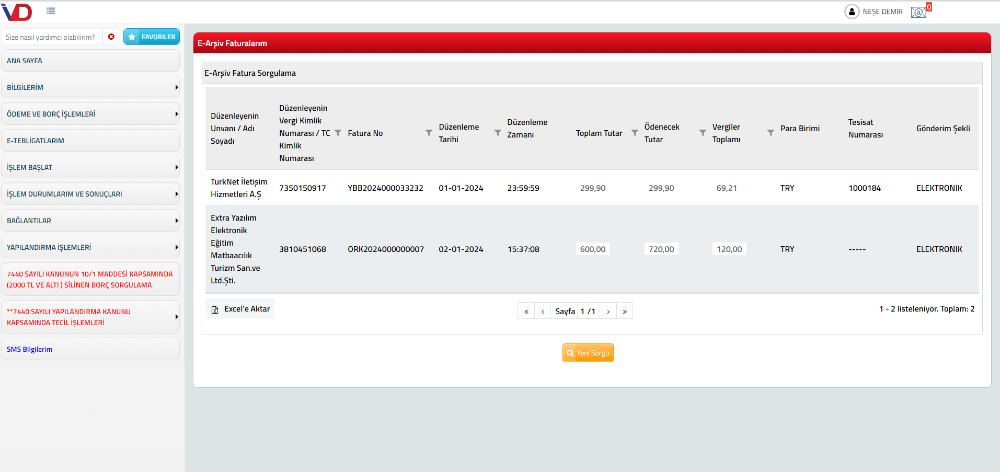 VD
NEŞE DEMİR
0
Size nasıl yardımcı olabilirim?
FAVORILER
ANA SAYFA
BİLGİLERİM
ÖDEME VE BORÇ İŞLEMLERİ
E-TEBLİGATLARIM
İŞLEM BAŞLAT
İŞLEM DURUMLARIM VE SONUÇLARI
BAĞLANTILAR
YAPILANDIRMA İŞLEMLERİ
7440 SAYILI KANUNUN 10/1 MADDESİ KAPSAMINDA
(2000 TL VE ALTI ) SİLİNEN BORÇ SORGULAMA
**7440 SAYILI YAPILANDIRMA KANUNU
KAPSAMINDA TECİL İŞLEMLERİ
SMS Bilgilerim
E-Arşiv Faturalarım
E-Arşiv Fatura Sorgulama
Düzenleyenin
Unvanı / Adı
Soyadı
Düzenleyenin
Vergi Kimlik
Numarası / TC
Kimlik
Numarası
Fatura No
Düzenleme
Tarihi
Düzenleme
Zamanı
Toplam Tutar
Ödenecek
Tutar
Vergiler
Toplamı
Para Birimi
Tesisat
Numarası
Gönderim Şekli
TurkNet İletişim
Hizmetleri A.Ş
7350150917
YBB2024000033232
01-01-2024
23:59:59
299,90
299,90
69,21
TRY
1000184
ELEKTRONIK
Extra Yazılım
Elektronik
Eğitim
Matbaacılık
Turizm San.ve
Ltd.Şti.
3810451068
ORK2024000000007
02-01-2024
15:37:08
600,00
720,00
120,00
TRY
-----
ELEKTRONIK
Excel'e Aktar
« ‹ Sayfa 1 /1 › »
1 - 2 listeleniyor. Toplam: 2
Yeni Sorgu